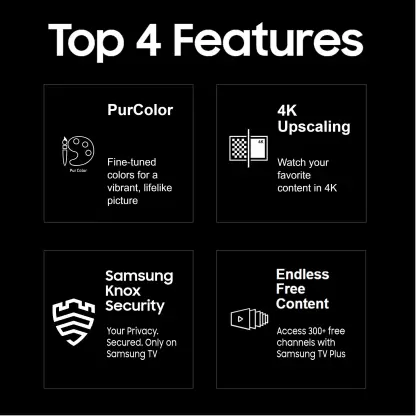 Top 4 Features
PurColor
Fine-tuned
colors for a
vibrant, lifelike
picture
PurColor
4K
Upscaling
Watch your
favorite
content in 4K
4K
Samsung
Knox
Security
Your Privacy.
Secured. Only on
Samsung TV
Endless
Free
Content
Access 300+ free
channels with
Samsung TV Plus